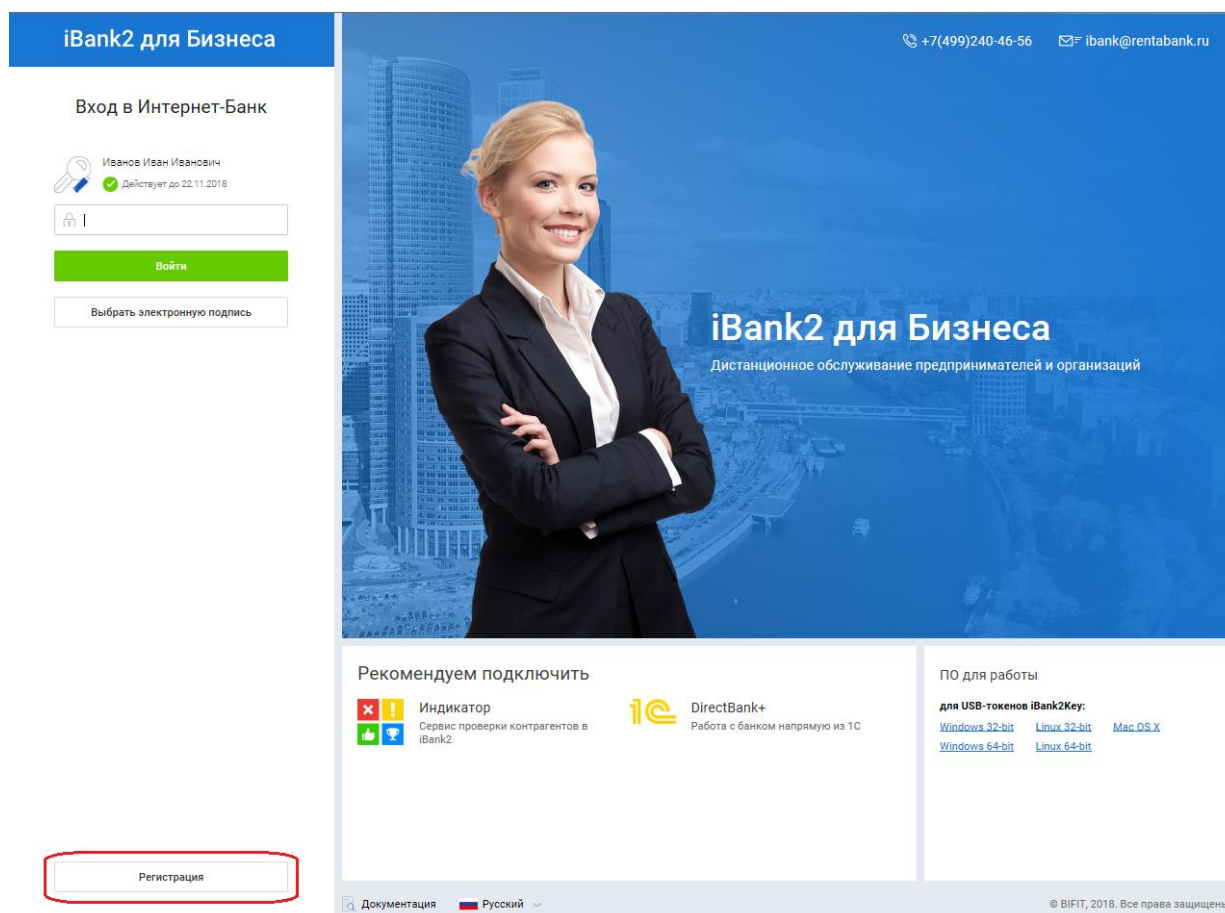 iBank2 для Бизнеса
+7(499)240-46-56
ibank@rentabank.ru
Вход в Интернет-Банк
Иванов Иван Иванович
Действует до 22.11.2018
Войти
Выбрать электронную подпись
iBank2 для Бизнеса
Дистанционное обслуживание предпринимателей и организаций
Рекомендуем подключить
Индикатор
Сервис проверки контрагентов в
iBank2
1С
DirectBank+
Работа с банком напрямую из 1С
ПО для работы
для USB-токенов iBank2Key:
Windows 32-bit Linux 32-bit Mac OS X
Windows 64-bit Linux 64-bit
Регистрация
Документация
Русский
© BIFIT, 2018. Все права защищены